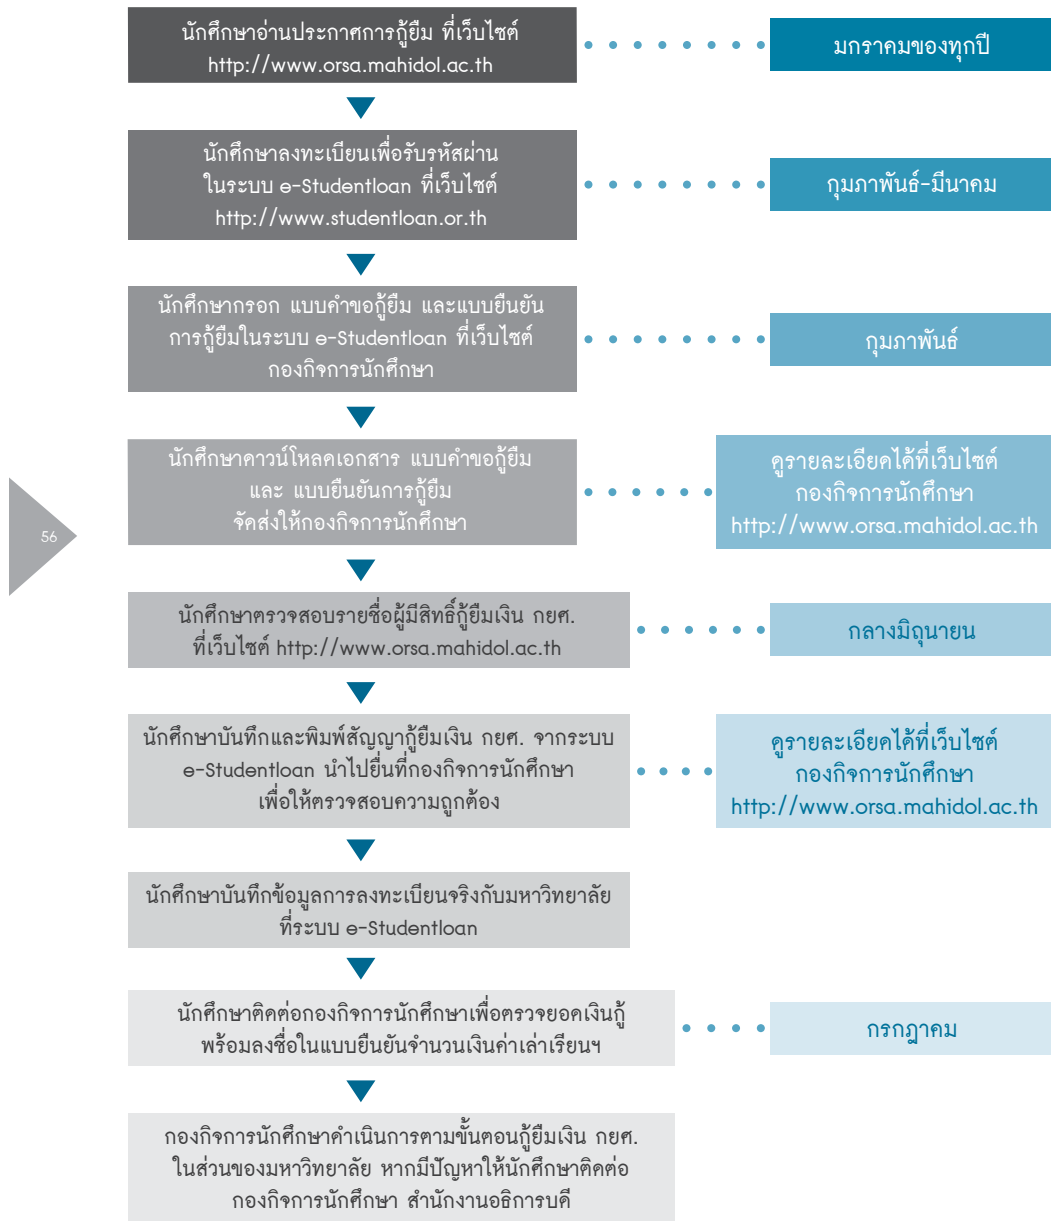 นักศึกษาอ่านประกาศการกู้ยืม ที่เว็บไซต์
http://www.orsa.mahidol.ac.th
มกราคมของทุกปี
นักศึกษาลงทะเบียนเพื่อรับรหัสผ่าน
ในระบบ e-Studentloan ที่เว็บไซต์
http://www.studentloan.or.th
กุมภาพันธ์-มีนาคม
นักศึกษากรอก แบบคำขอกู้ยืม และแบบยืนยัน
การกู้ยืมในระบบ e-Studentloan ที่เว็บไซต์
กองกิจการนักศึกษา
กุมภาพันธ์
นักศึกษาดาวน์โหลดเอกสาร แบบคำขอกู้ยืม
และ แบบยืนยันการกู้ยืม
จัดส่งให้กองกิจการนักศึกษา
ดูรายละเอียดได้ที่เว็บไซต์
กองกิจการนักศึกษา
http://www.orsa.mahidol.ac.th
56
นักศึกษาตรวจสอบรายชื่อผู้มีสิทธิ์กู้ยืมเงิน กยศ.
ที่เว็บไซต์ http://www.orsa.mahidol.ac.th
กลางมิถุนายน
นักศึกษาบันทึกและพิมพ์สัญญากู้ยืมเงิน กยศ. จากระบบ
e-Studentloan นำไปยื่นที่กองกิจการนักศึกษา
เพื่อให้ตรวจสอบความถูกต้อง
ดูรายละเอียดได้ที่เว็บไซต์
กองกิจการนักศึกษา
http://www.orsa.mahidol.ac.th
นักศึกษาบันทึกข้อมูลการลงทะเบียนจริงกับมหาวิทยาลัย
ที่ระบบ e-Studentloan
นักศึกษาติดต่อกองกิจการนักศึกษาเพื่อตรวจยอดเงินกู้
พร้อมลงชื่อในแบบยืนยันจำนวนเงินค่าเล่าเรียนฯ
กรกฎาคม
กองกิจการนักศึกษาดำเนินการตามขั้นตอนกู้ยืมเงิน กยศ.
ในส่วนของมหาวิทยาลัย หากมีปัญหาให้นักศึกษาติดต่อ
กองกิจการนักศึกษา สำนักงานอธิการบดี